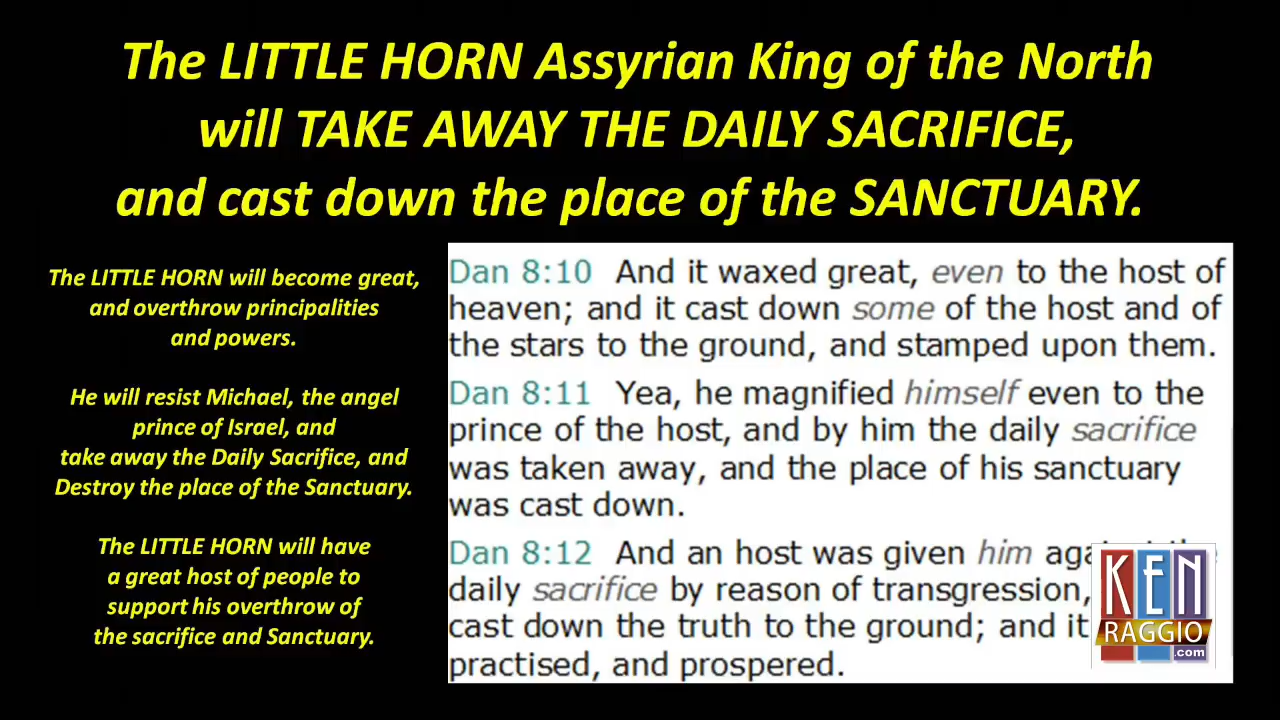 The LITTLE HORN Assyrian King of the North
will TAKE AWAY THE DAILY SACRIFICE,
and cast down the place of the SANCTUARY.
The LITTLE HORN will become great,
and overthrow principalities
and powers.
He will resist Michael, the angel
prince of Israel, and
take away the Daily Sacrifice, and
Destroy the place of the Sanctuary.
The LITTLE HORN will have
a great host of people to
support his overthrow of
the sacrifice and Sanctuary.
Dan 8:10 And it waxed great, even to the host of
heaven; and it cast down some of the host and of
the stars to the ground, and stamped upon them.
Dan 8:11 Yea, he magnified himself even to the
prince of the host, and by him the daily sacrifice
was taken away, and the place of his sanctuary
was cast down.
Dan 8:12 And an host was given him
daily sacrifice by reason of transgression,
cast down the truth to the ground; and it
practised, and prospered.
KEN
RAGGIO
.com